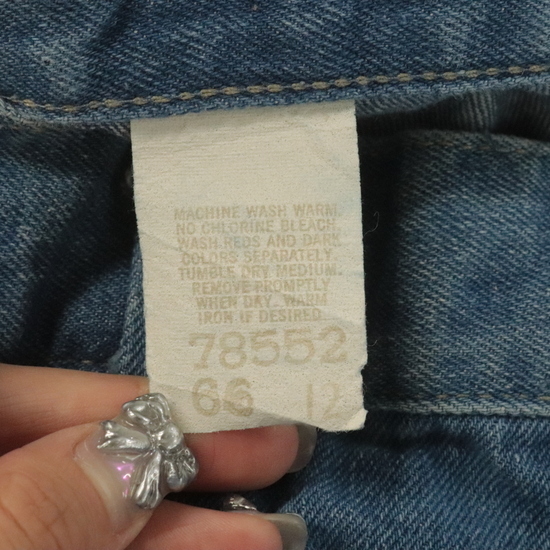 MACHINE WASH WARM.
NO CHLORINE BLEACH.
WASH REDS AND DARK
COLORS SEPARATELY.
TUMBLE DRY MEDIUM.
REMOVE PROMPTLY
WHEN DRY. WARM
IRON IF DESIRED.
78552
66 12